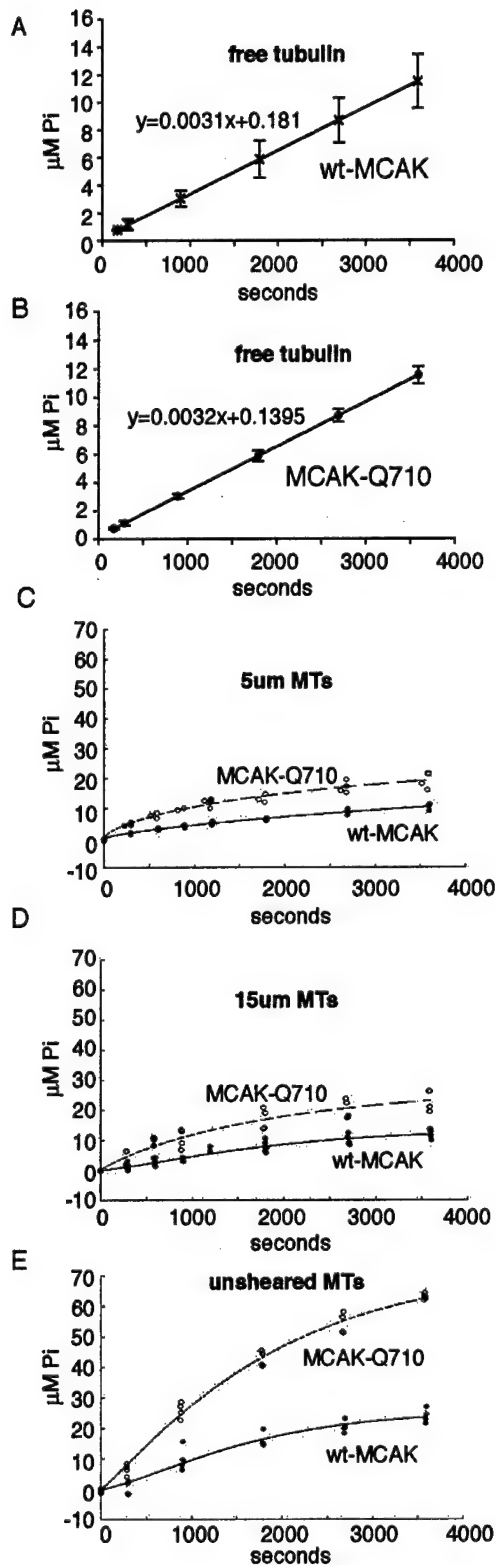 A
16
14
12
10
8
6
4
2
0
free tubulin
y=0.0031x+0.181
wt-MCAK
µM Pi
0 1000 2000 3000 4000
seconds
B
16
14
12
10
8
6
4
2
0
free tubulin
y=0.0032x+0.1395
MCAK-Q710
µM Pi
0 1000 2000 3000 4000
seconds
C
70
60
50
40
30
20
10
0
-10
5um MTs
MCAK-Q710
wt-MCAK
µM Pi
0 1000 2000 3000 4000
seconds
D
70
60
50
40
30
20
10
0
-10
15um MTs
MCAK-Q710
wt-MCAK
µM Pi
0 1000 2000 3000 4000
seconds
E
70
60
50
40
30
20
10
0
-10
unsheared MTs
MCAK-Q710
wt-MCAK
µM Pi
0 1000 2000 3000 4000
seconds